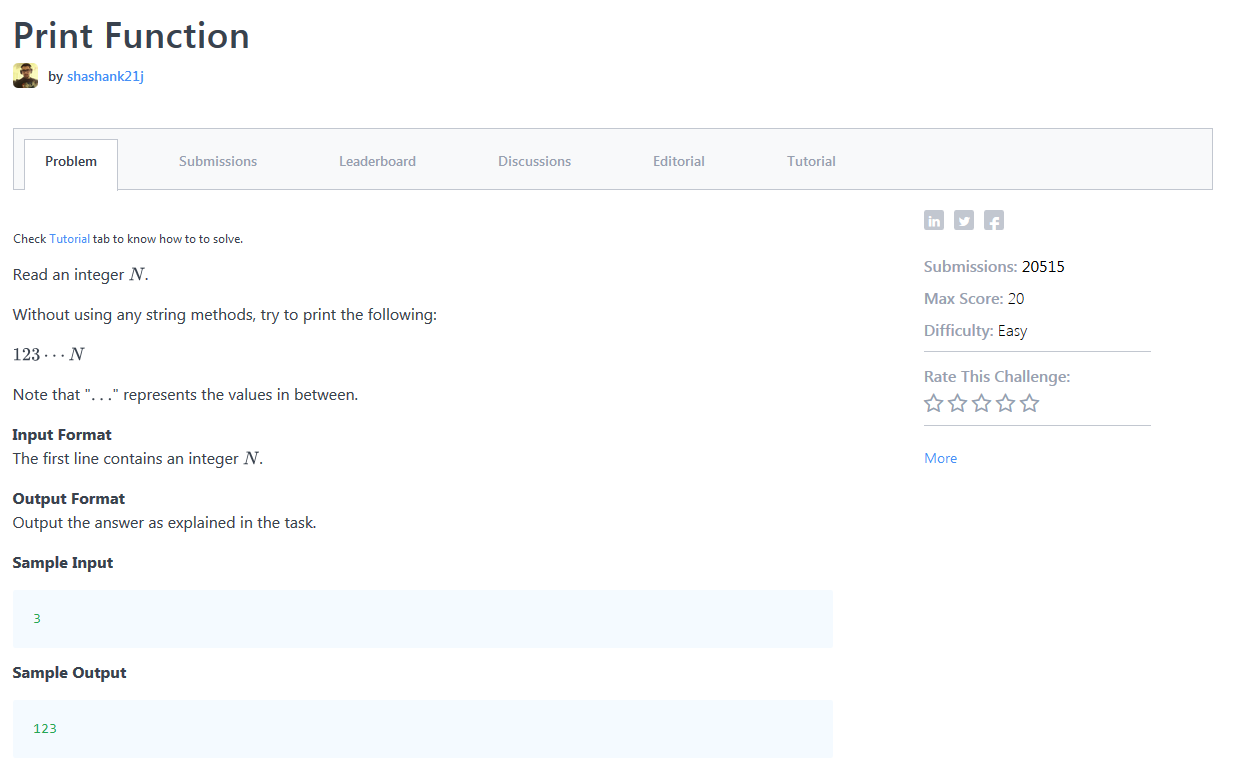 Print Function
by shashank21j
Problem Submissions Leaderboard Discussions Editorial Tutorial
Check Tutorial tab to know how to to solve.
Read an integer N.
Without using any string methods, try to print the following:
123⋯N
Note that "..." represents the values in between.
Input Format
The first line contains an integer N.
Output Format
Output the answer as explained in the task.
Sample Input
3
Sample Output
123
in
Submissions: 20515
Max Score: 20
Difficulty: Easy
Rate This Challenge:
More